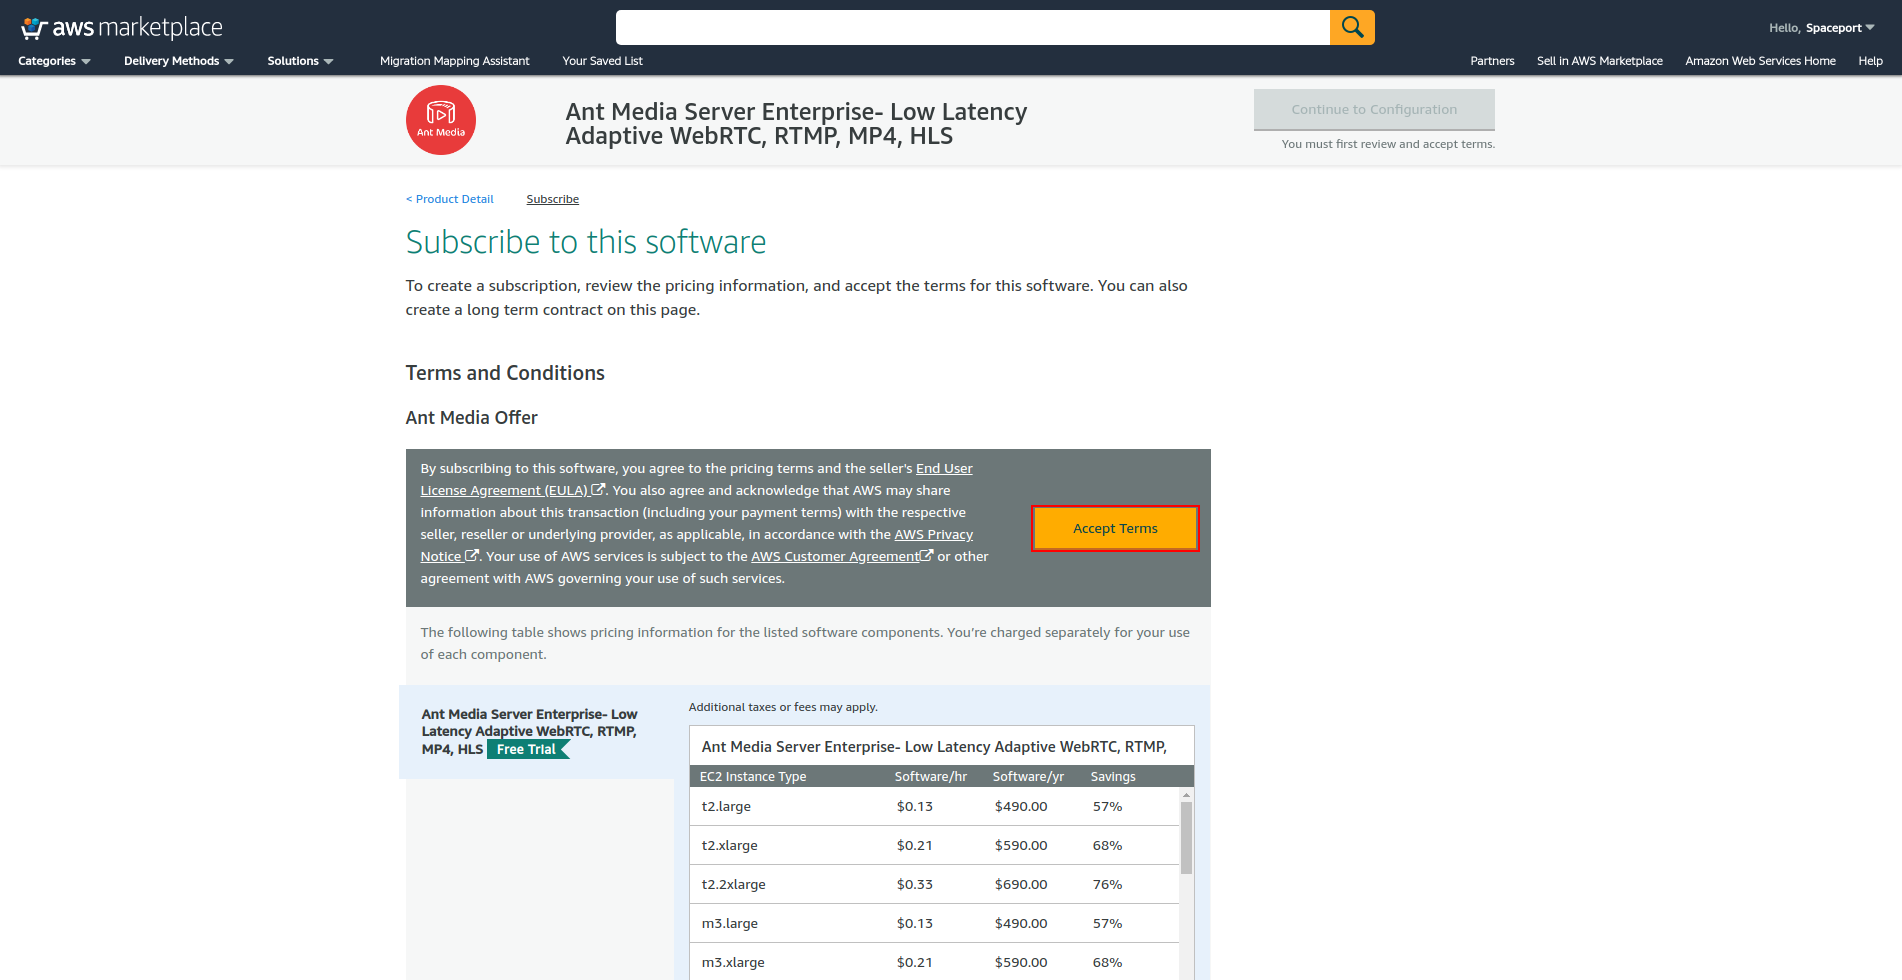 aws marketplace
Hello, Spaceport
Categories Delivery Methods Solutions Migration Mapping Assistant Your Saved List Partners Sell in AWS Marketplace Amazon Web Services Home Help
Ant Media
Ant Media Server Enterprise- Low Latency
Adaptive WebRTC, RTMP, MP4, HLS
Continue to Configuration
You must first review and accept terms.
< Product Detail Subscribe
Subscribe to this software
To create a subscription, review the pricing information, and accept the terms for this software. You can also
create a long term contract on this page.
Terms and Conditions
Ant Media Offer
By subscribing to this software, you agree to the pricing terms and the seller's End User
License Agreement (EULA) . You also agree and acknowledge that AWS may share
information about this transaction (including your payment terms) with the respective
seller, reseller or underlying provider, as applicable, in accordance with the AWS Privacy
Notice . Your use of AWS services is subject to the AWS Customer Agreement or other
agreement with AWS governing your use of such services.
Accept Terms
The following table shows pricing information for the listed software components. You're charged separately for your use
of each component.
Ant Media Server Enterprise- Low
Latency Adaptive WebRTC, RTMP,
MP4, HLS Free Trial
Additional taxes or fees may apply.
Ant Media Server Enterprise- Low Latency Adaptive WebRTC, RTMP,
EC2 Instance Type Software/hr Software/yr Savings
t2.large $0.13 $490.00 57%
t2.xlarge $0.21 $590.00 68%
t2.2xlarge $0.33 $690.00 76%
m3.large $0.13 $490.00 57%
m3.xlarge $0.21 $590.00 68%